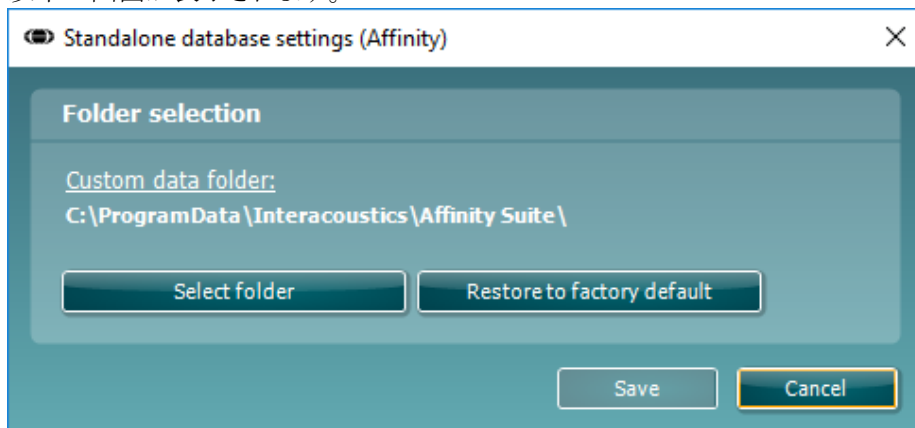 Standalone database settings (Affinity)
Folder selection
Custom data folder:
C:\ProgramData\Interacoustics\Affinity Suite\
Select folder
Restore to factory default
Save
Cancel